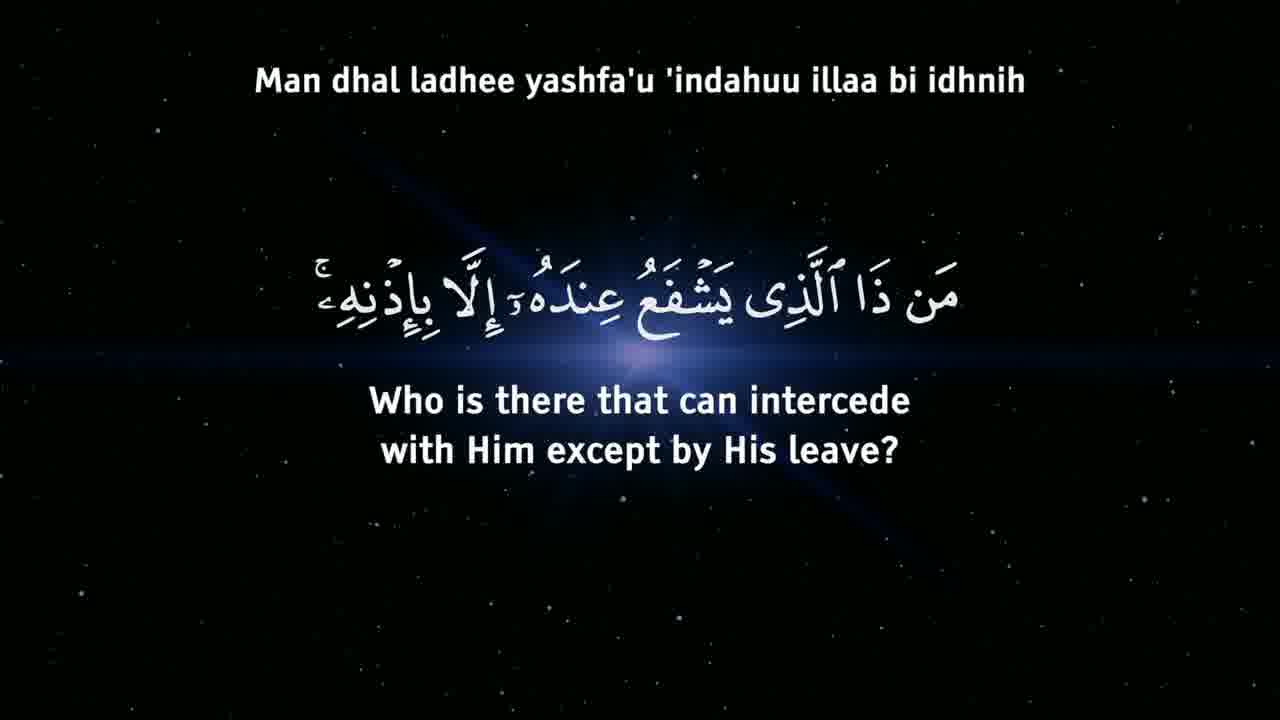 Man dhal ladhee yashfa'u 'indahuu illaa bi idhnih
مَن ذَا ٱلَّذِى يَشْفَعُ عِندَهُۥٓ إِلَّا بِإِذْنِهِۦ ۚ
Who is there that can intercede
with Him except by His leave?